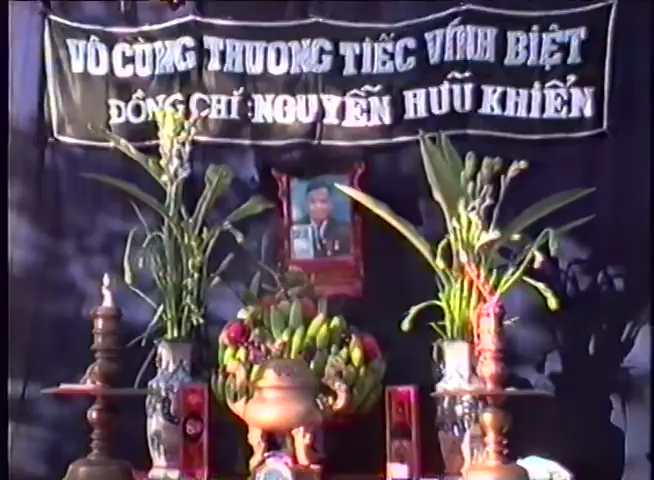 VÔ CÙNG THƯƠNG TIẾC VĨNH BIỆT
ĐỒNG CHÍ: NGUYỄN HỮU KHIỂN